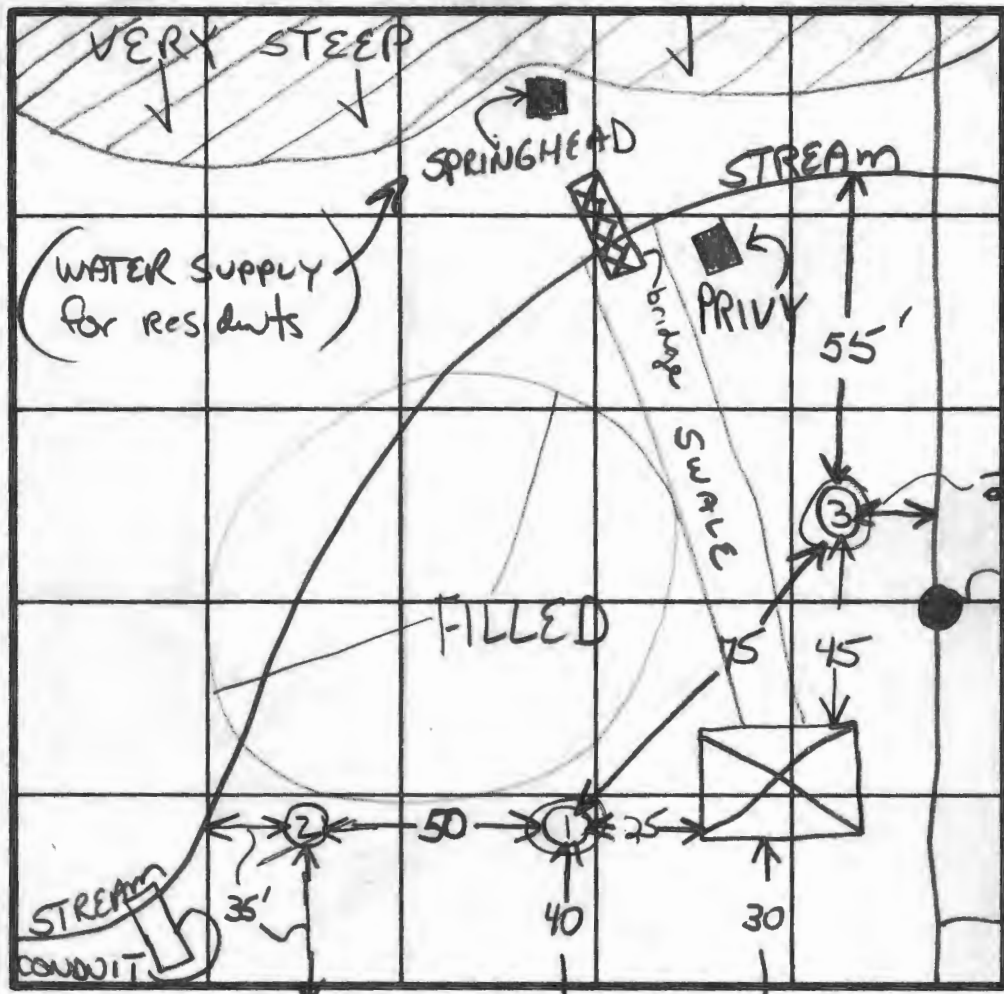 VERY STEEP
SPRINGHEAD
STREAM
(WATER SUPPLY
for residents)
bridge
PRIVY
55'
SWALE
3
FILLED
75
45
2
50
1
25
STREAM
35'
40
30
CONDUIT